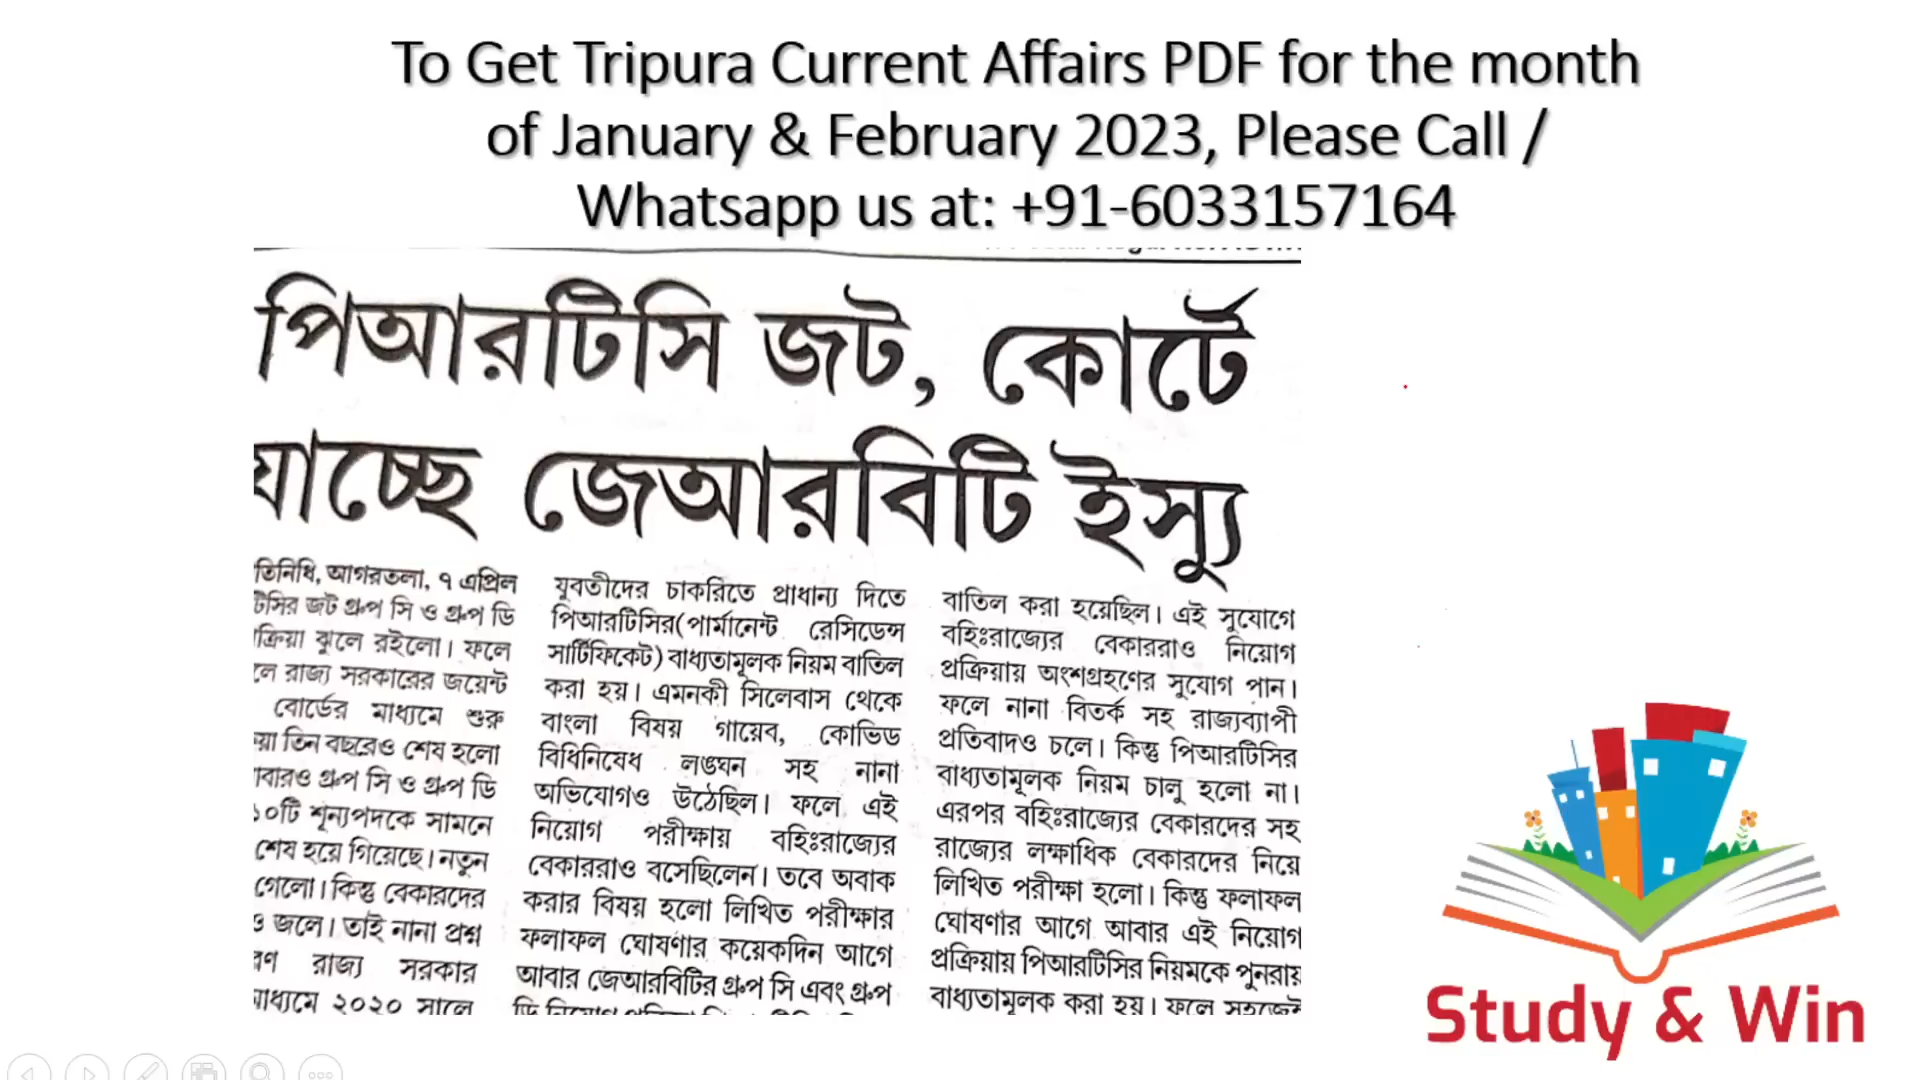 To Get Tripura Current Affairs PDF for the month
of January & February 2023, Please Call /
Whatsapp us at: +91-6033157164
পিআরটিসি জট, কোর্টে
যাচ্ছে জেআরবিটি ইস্যু
তিনিধি, আগরতলা, ৭ এপ্রিল
টিসির জট গ্রুপ সি ও গ্রুপ ডি
ক্রিয়া ঝুলে রইলো। ফলে
লে রাজ্য সরকারের জয়েন্ট
বোর্ডের মাধ্যমে শুরু
য়া তিন বছরেও শেষ হলো
বারও গ্রুপ সি ও গ্রুপ ডি
১০টি শূন্যপদকে সামনে
শেষ হয়ে গিয়েছে। নতুন
গেলো। কিন্তু বেকারদের
ও জলে। তাই নানা প্রশ্ন
রণ রাজ্য সরকার
মাধ্যমে ২০২০ সালে
যুবতীদের চাকরিতে প্রাধান্য দিতে
পিআরটিসির(পার্মানেন্ট রেসিডেন্স
সার্টিফিকেট) বাধ্যতামূলক নিয়ম বাতিল
করা হয়। এমনকী সিলেবাস থেকে
বাংলা বিষয় গায়েব, কোভিড
বিধিনিষেধ লঙঘন সহ নানা
অভিযোগও উঠেছিল। ফলে এই
নিয়োগ পরীক্ষায় বহিঃরাজ্যের
বেকাররাও বসেছিলেন। তবে অবাক
করার বিষয় হলো লিখিত পরীক্ষার
ফলাফল ঘোষণার কয়েকদিন আগে
আবার জেআরবিটির গ্রুপ সি এবং গ্রুপ
বাতিল করা হয়েছিল। এই সুযোগে
বহিঃরাজ্যের বেকাররাও নিয়োগ
প্রক্রিয়ায় অংশগ্রহণের সুযোগ পান।
ফলে নানা বিতর্ক সহ রাজ্যব্যাপী
প্রতিবাদও চলে। কিন্তু পিআরটিসির
বাধ্যতামূলক নিয়ম চালু হলো না।
এরপর বহিঃরাজ্যের বেকারদের সহ
রাজ্যের লক্ষাধিক বেকারদের নিয়ে
লিখিত পরীক্ষা হলো। কিন্তু ফলাফল
ঘোষণার আগে আবার এই নিয়োগ
প্রক্রিয়ায় পিআরটিসির নিয়মকে পুনরায়
বাধ্যতামূলক করা হয়। ফলে সহজেই
Study & Win